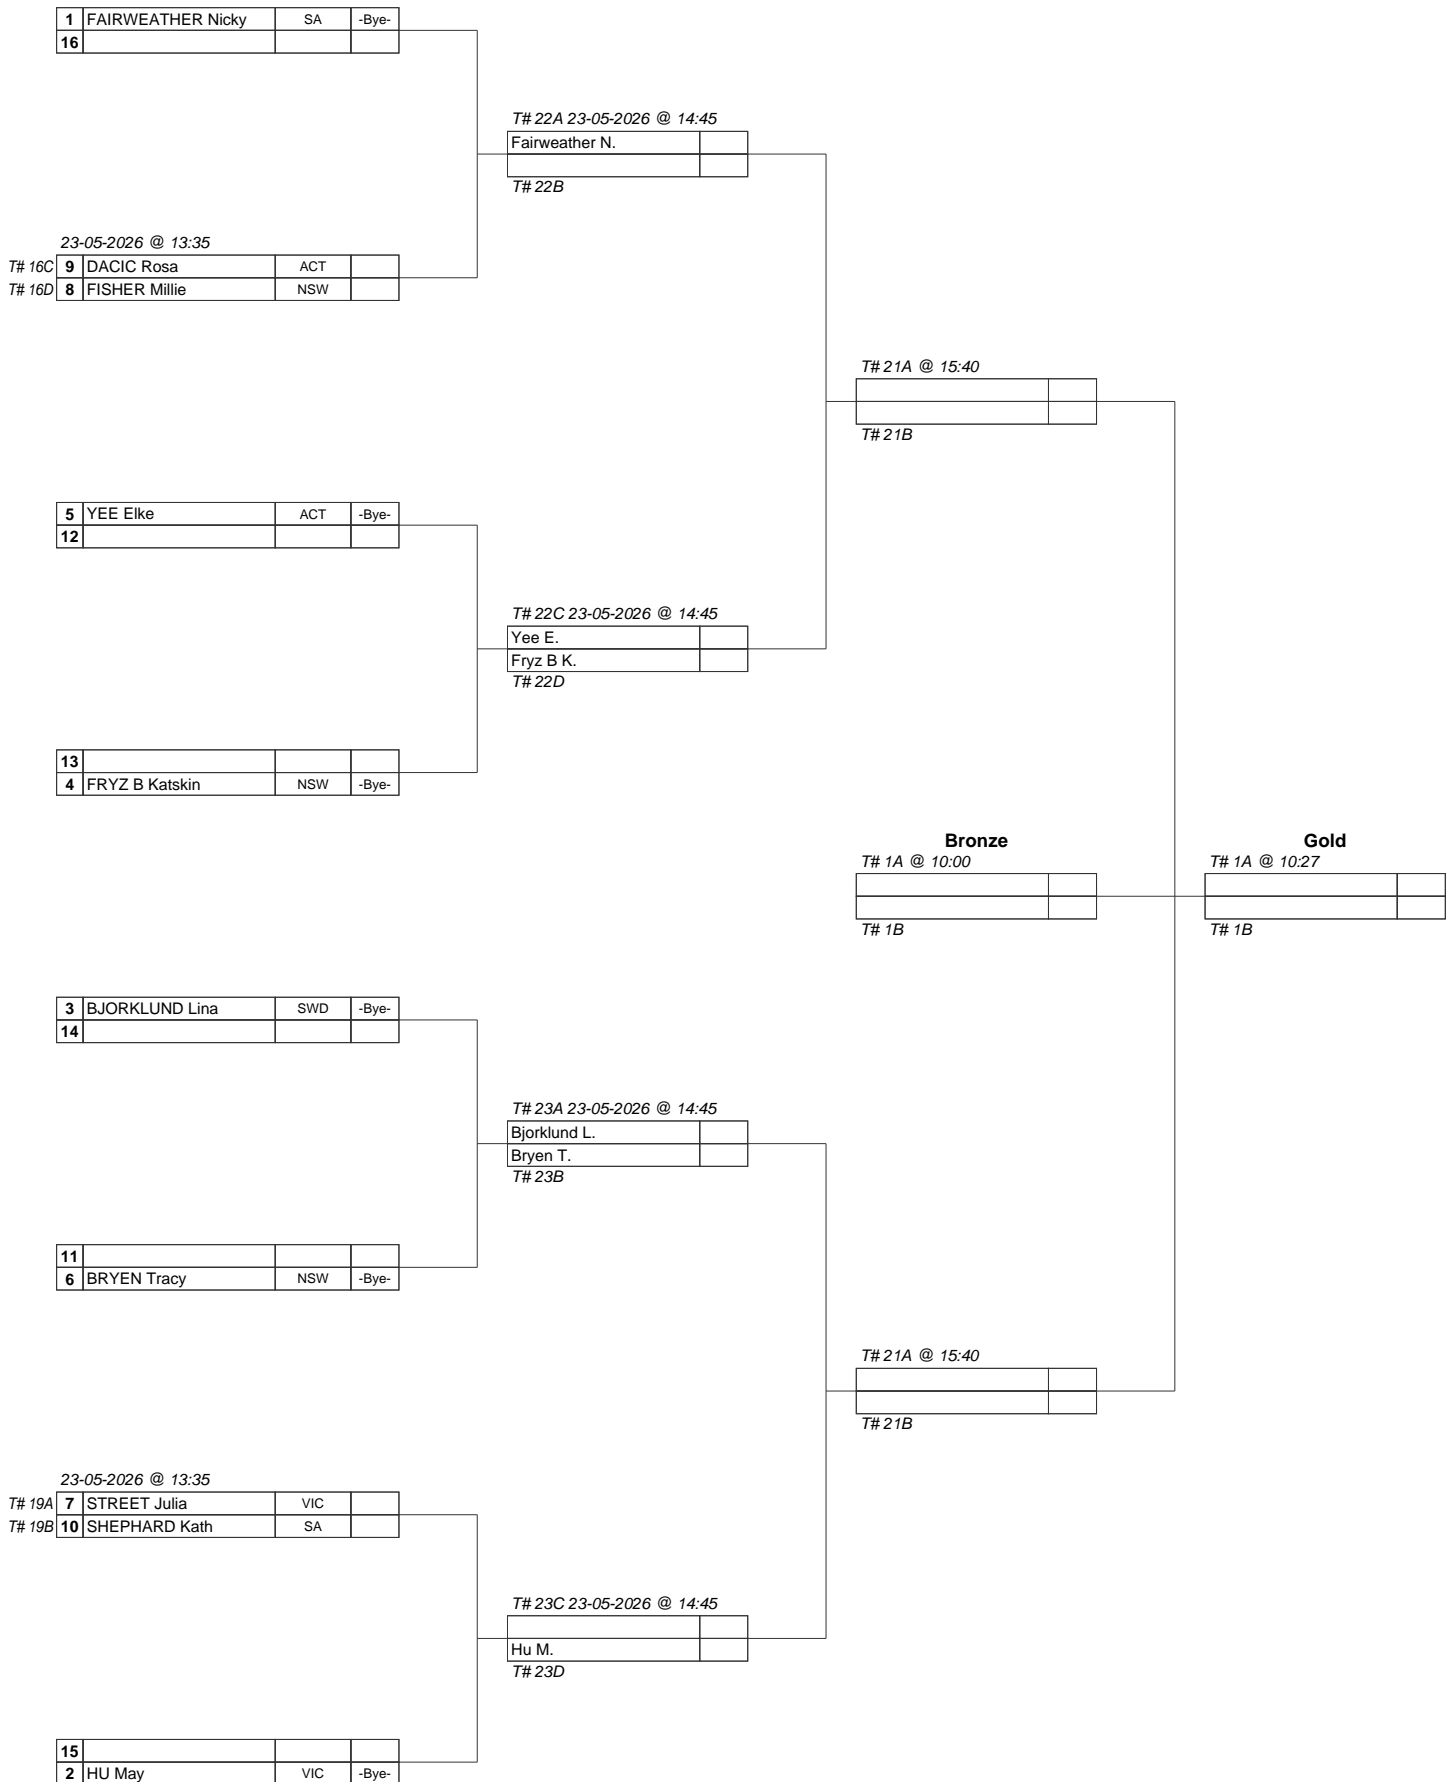 1 FAIRWEATHER Nicky SA -Bye-
16
T# 22A 23-05-2026 @ 14:45
Fairweather N.
T# 22B
23-05-2026 @ 13:35
T# 16C 9 DACIC Rosa ACT
T# 16D 8 FISHER Millie NSW
T# 21A @ 15:40
T# 21B
5 YEE Elke ACT -Bye-
12
T# 22C 23-05-2026 @ 14:45
Yee E.
Fryz B K.
T# 22D
13
4 FRYZ B Katskin NSW -Bye-
Bronze Gold
T# 1A @ 10:00 T# 1A @ 10:27
T# 1B T# 1B
3 BJORKLUND Lina SWD -Bye-
14
T# 23A 23-05-2026 @ 14:45
Bjorklund L.
Bryen T.
T# 23B
11
6 BRYEN Tracy NSW -Bye-
T# 21A @ 15:40
T# 21B
23-05-2026 @ 13:35
T# 19A 7 STREET Julia VIC
T# 19B 10 SHEPHARD Kath SA
T# 23C 23-05-2026 @ 14:45
Hu M.
T# 23D
15
2 HU May VIC -Bye-